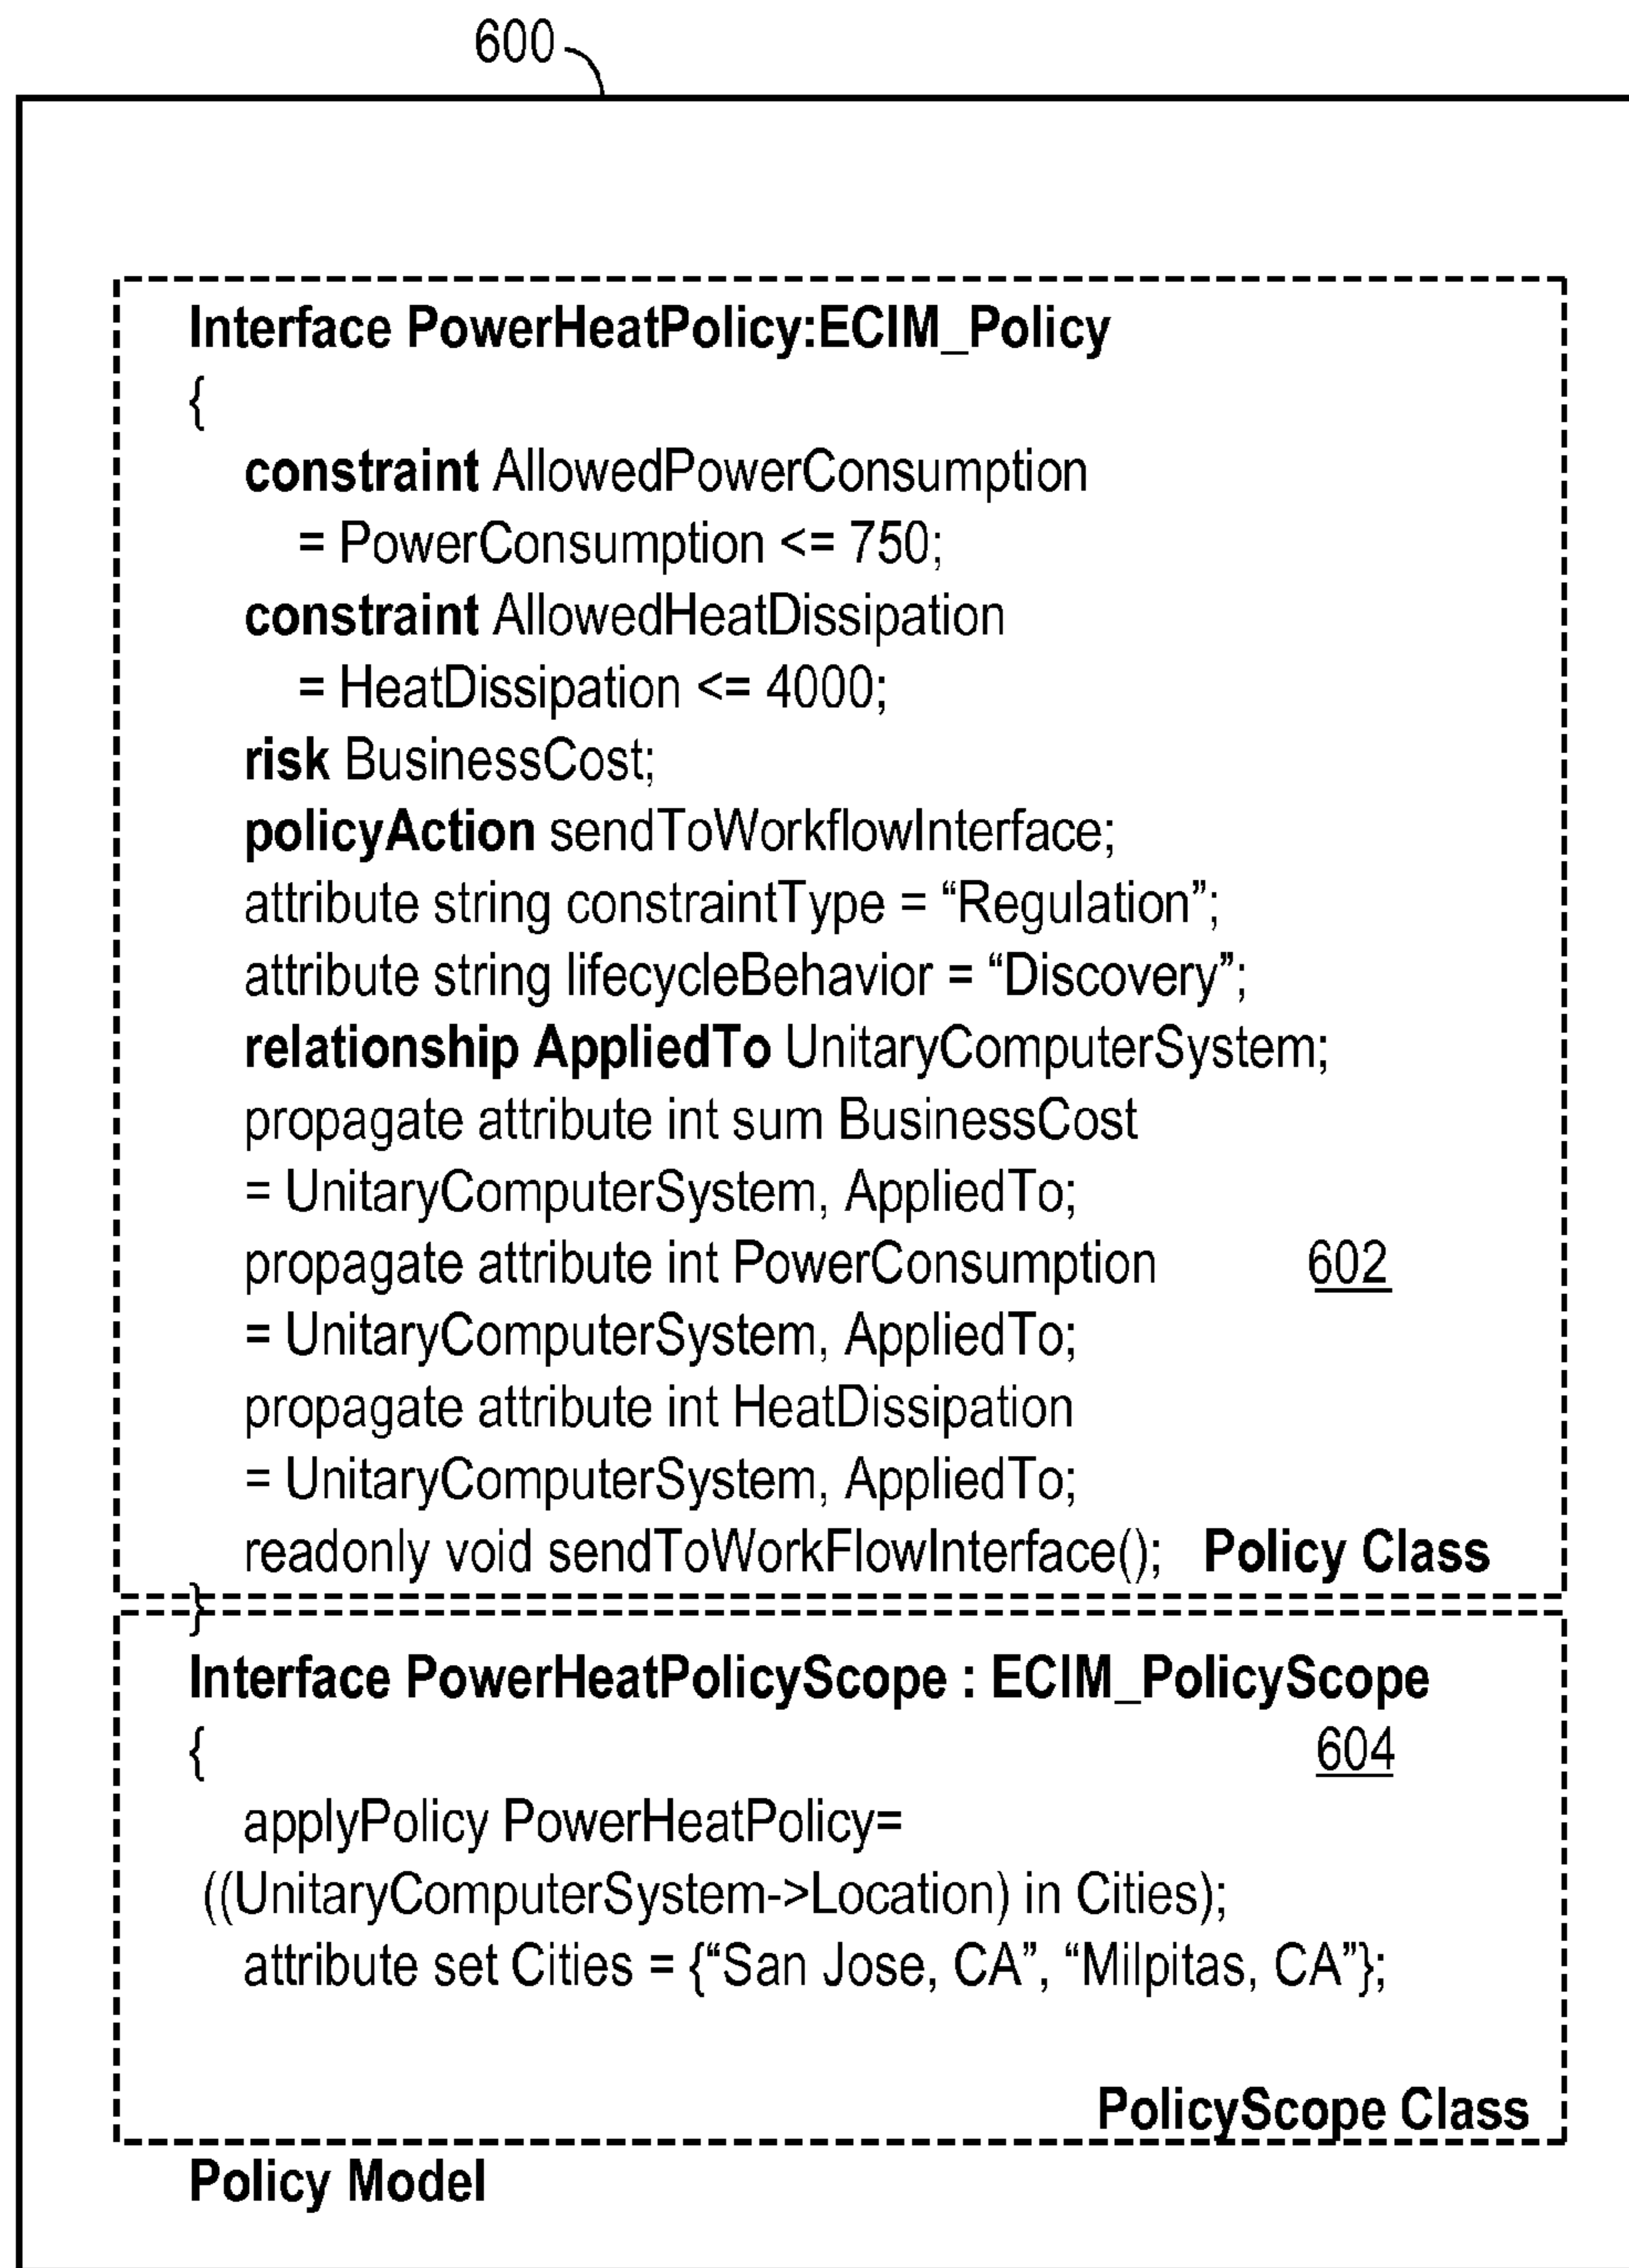 600
Interface PowerHeatPolicy:ECIM_Policy
{
constraint AllowedPowerConsumption
= PowerConsumption <= 750;
constraint AllowedHeatDissipation
= HeatDissipation <= 4000;
risk BusinessCost;
policyAction sendToWorkflowInterface;
attribute string constraintType = “Regulation”;
attribute string lifecycleBehavior = “Discovery”;
relationship AppliedTo UnitaryComputerSystem;
propagate attribute int sum BusinessCost
= UnitaryComputerSystem, AppliedTo;
propagate attribute int PowerConsumption 602
= UnitaryComputerSystem, AppliedTo;
propagate attribute int HeatDissipation
= UnitaryComputerSystem, AppliedTo;
readonly void sendToWorkFlowInterface(); Policy Class
}
Interface PowerHeatPolicyScope : ECIM_PolicyScope
{ 604
applyPolicy PowerHeatPolicy=
((UnitaryComputerSystem->Location) in Cities);
attribute set Cities = {“San Jose, CA”, “Milpitas, CA”};
PolicyScope Class
Policy Model